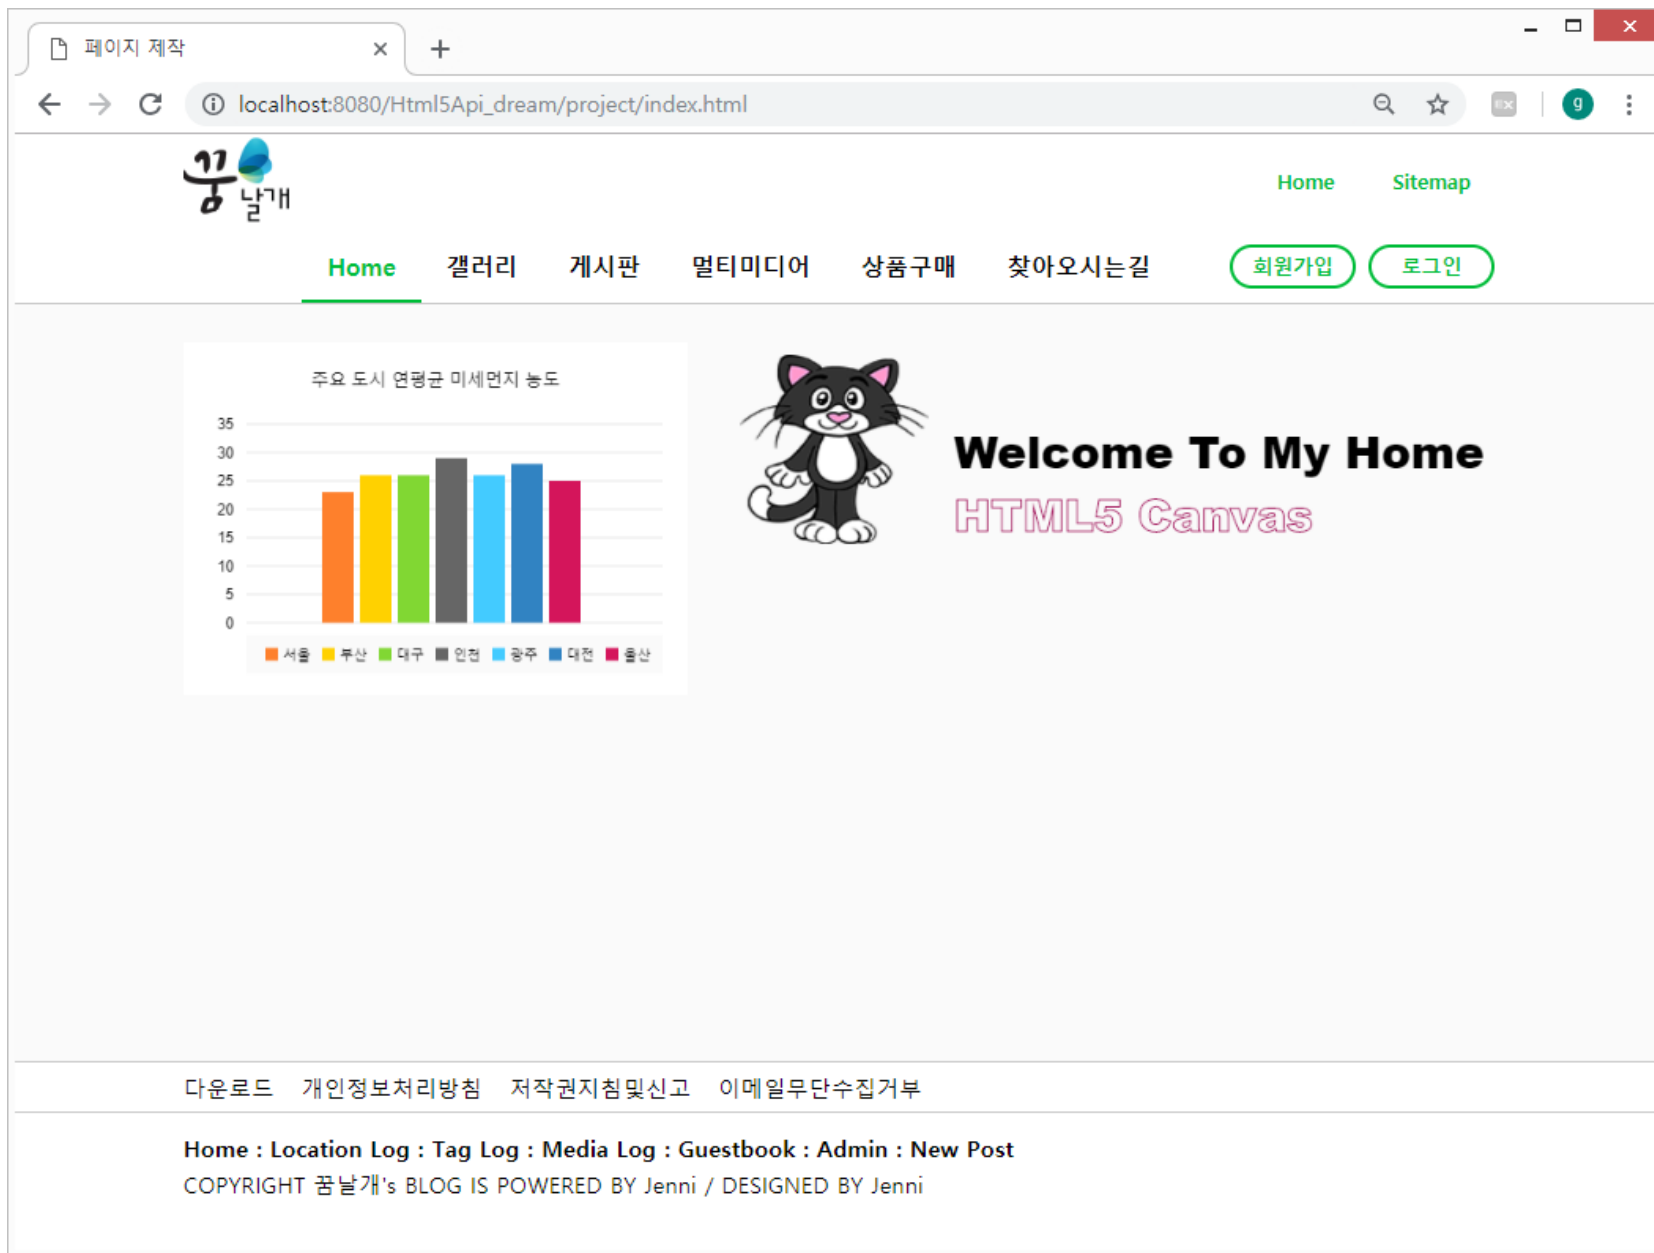 페이지 제작
localhost:8080/Html5Api_dream/project/index.html
EX
g
꿈
날개
Home Sitemap
Home 갤러리 게시판 멀티미디어 상품구매 찾아오시는길 회원가입 로그인
주요 도시 연평균 미세먼지 농도
35
30
25
20
15
10
5
0
서울 부산 대구 인천 광주 대전 울산
Welcome To My Home
HTML5 Canvas
다운로드 개인정보처리방침 저작권지침및신고 이메일무단수집거부
Home : Location Log : Tag Log : Media Log : Guestbook : Admin : New Post
COPYRIGHT 꿈날개's BLOG IS POWERED BY Jenni / DESIGNED BY Jenni